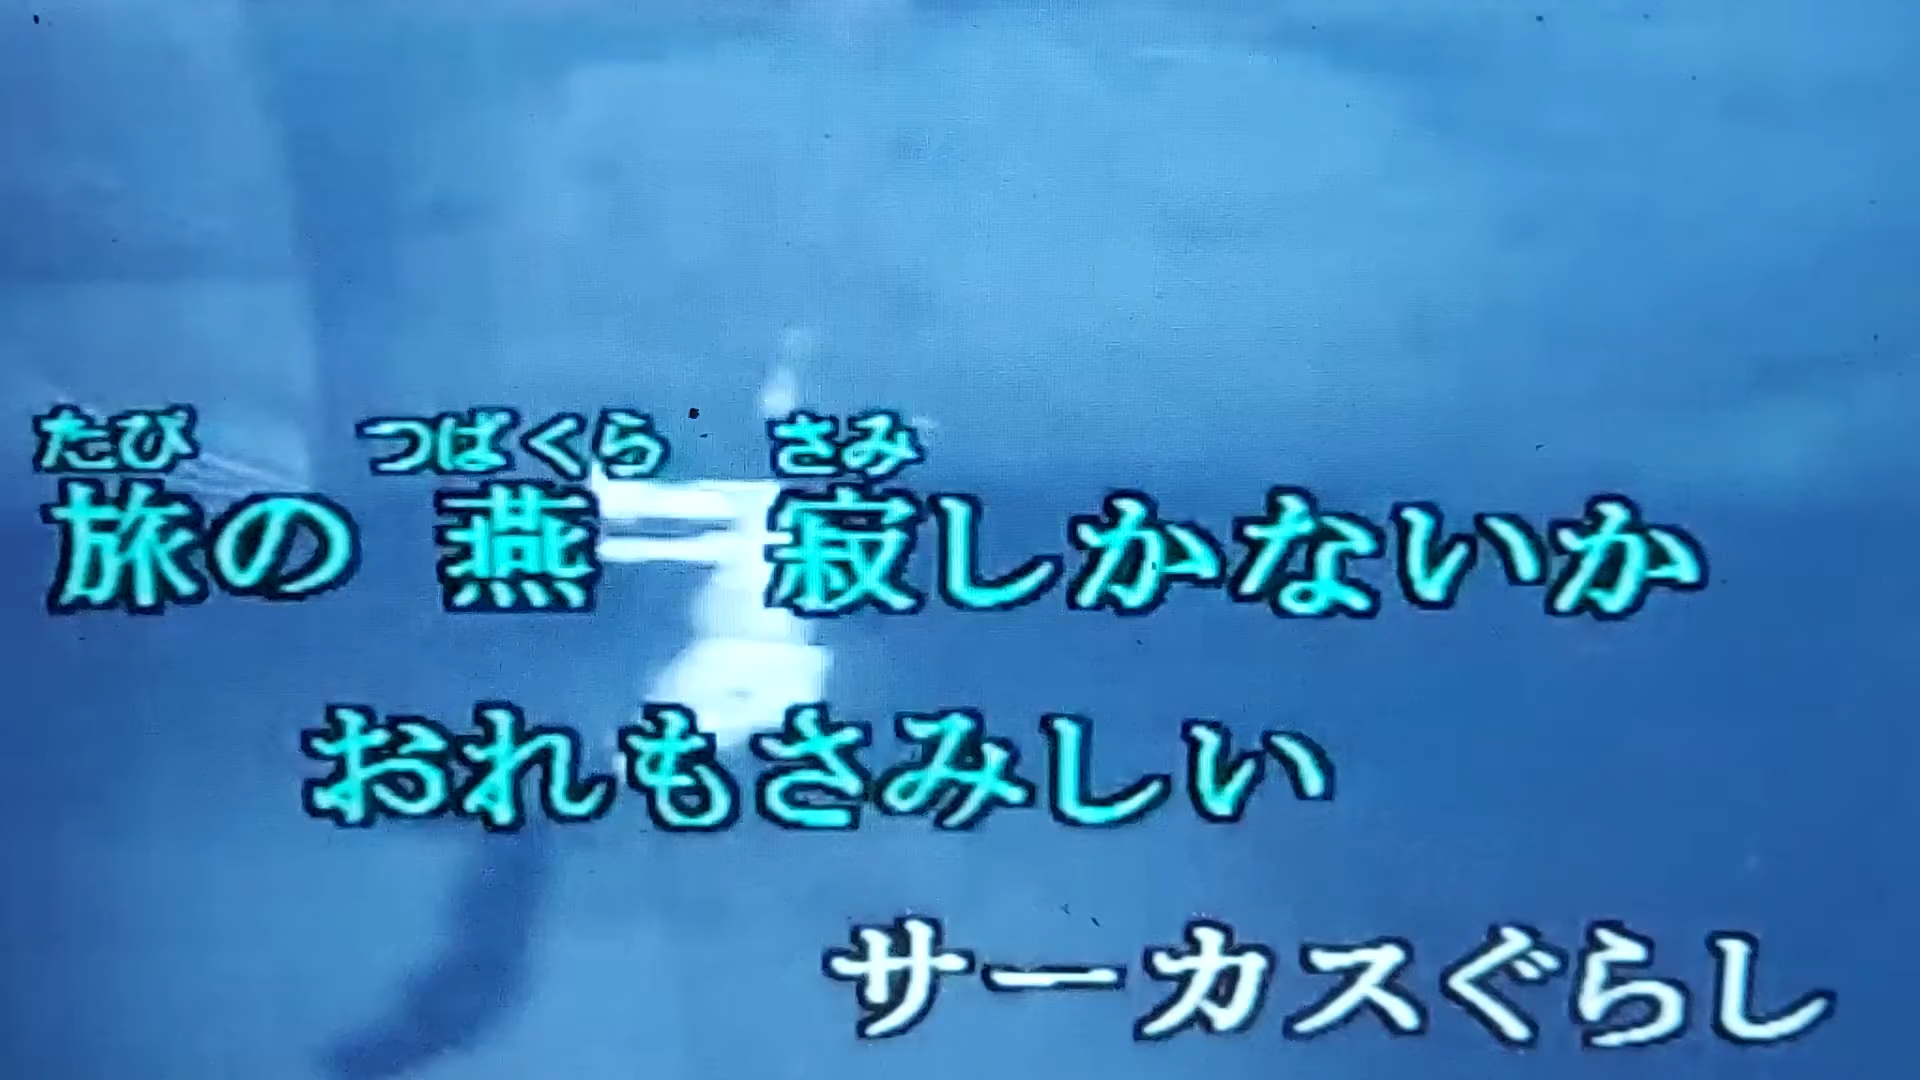 たび つばくら さみ
旅の 燕 寂しかないか
おれもさみしい
サーカスぐらし